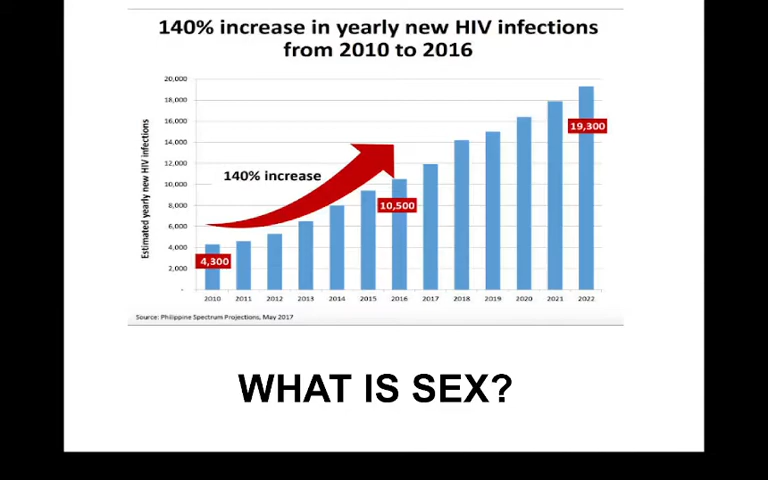 140% increase in yearly new HIV infections
from 2010 to 2016
Estimated yearly new HIV infections
20,000
18,000
16,000
14,000
12,000
10,000
8,000
6,000
4,000
2,000
-
140% increase
4,300
10,500
19,300
2010 2011 2012 2013 2014 2015 2016 2017 2018 2019 2020 2021 2022
Source: Philippine Spectrum Projections, May 2017
WHAT IS SEX?